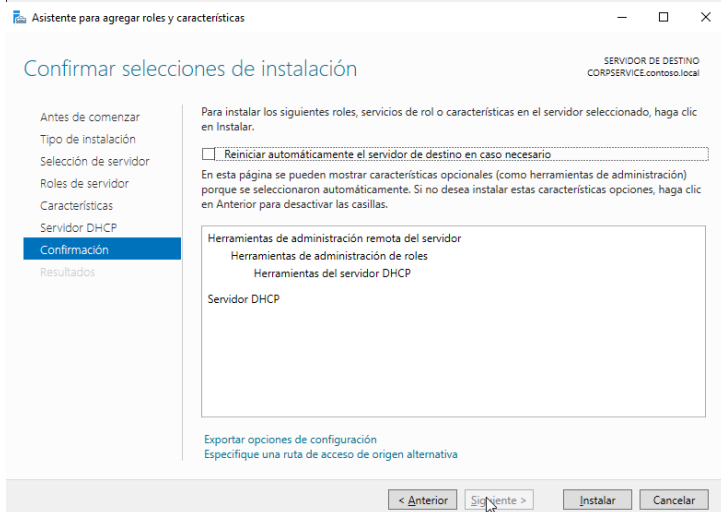 Asistente para agregar roles y características
Confirmar selecciones de instalación
SERVIDOR DE DESTINO
CORPSERVICE.contoso.local
Antes de comenzar
Tipo de instalación
Selección de servidor
Roles de servidor
Características
Servidor DHCP
Confirmación
Resultados
Para instalar los siguientes roles, servicios de rol o características en el servidor seleccionado, haga clic
en Instalar.
Reiniciar automáticamente el servidor de destino en caso necesario
En esta página se pueden mostrar características opcionales (como herramientas de administración)
porque se seleccionaron automáticamente. Si no desea instalar estas características opciones, haga clic
en Anterior para desactivar las casillas.
Herramientas de administración remota del servidor
Herramientas de administración de roles
Herramientas del servidor DHCP
Servidor DHCP
Exportar opciones de configuración
Especifique una ruta de acceso de origen alternativa
< Anterior
Siguiente >
Instalar
Cancelar